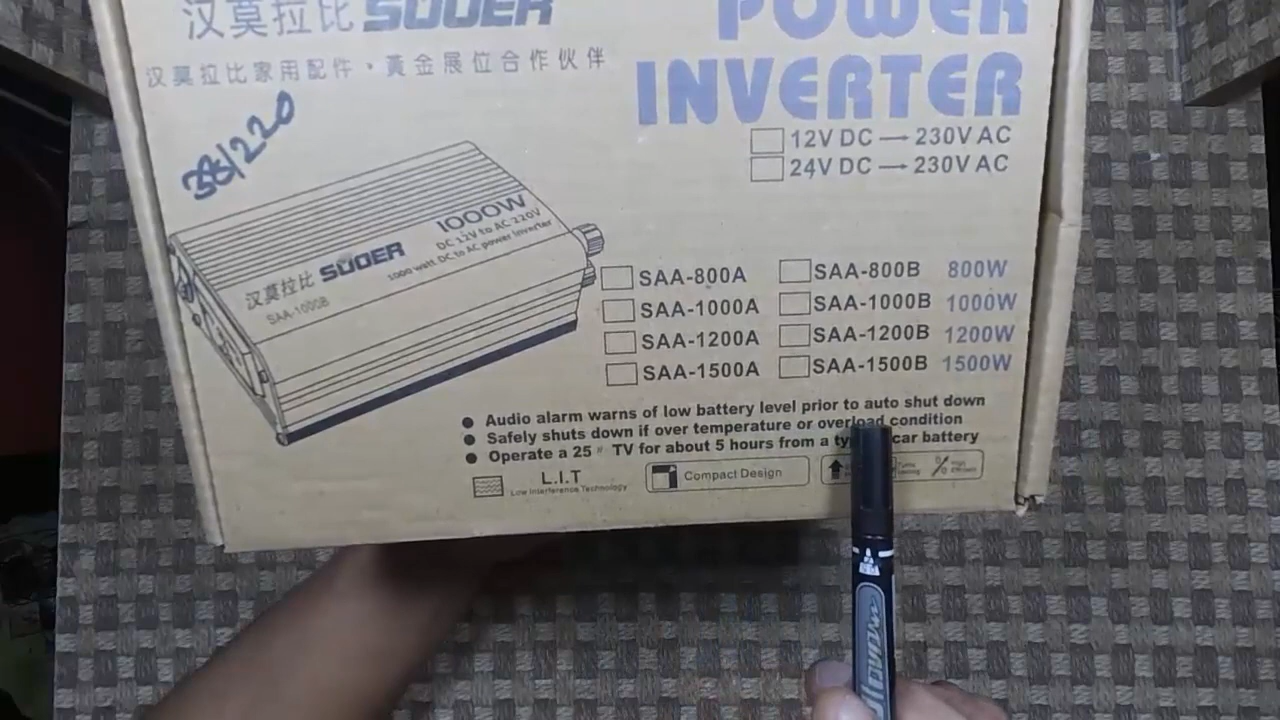 汉莫拉比 SUOER
POWER
INVERTER
汉莫拉比家用配件·黃金展位合作伙伴
38/220
12V DC → 230V AC
24V DC → 230V AC
1000W
DC 12V to AC 220V
汉莫拉比 SUOER 1000 watt DC to AC power inverter
SAA-1000B
SAA-800A SAA-800B 800W
SAA-1000A SAA-1000B 1000W
SAA-1200A SAA-1200B 1200W
SAA-1500A SAA-1500B 1500W
● Audio alarm warns of low battery level prior to auto shut down
● Safely shuts down if over temperature or overload condition
● Operate a 25" TV for about 5 hours from a car battery
L.I.T
Low Interference Technology
Compact Design